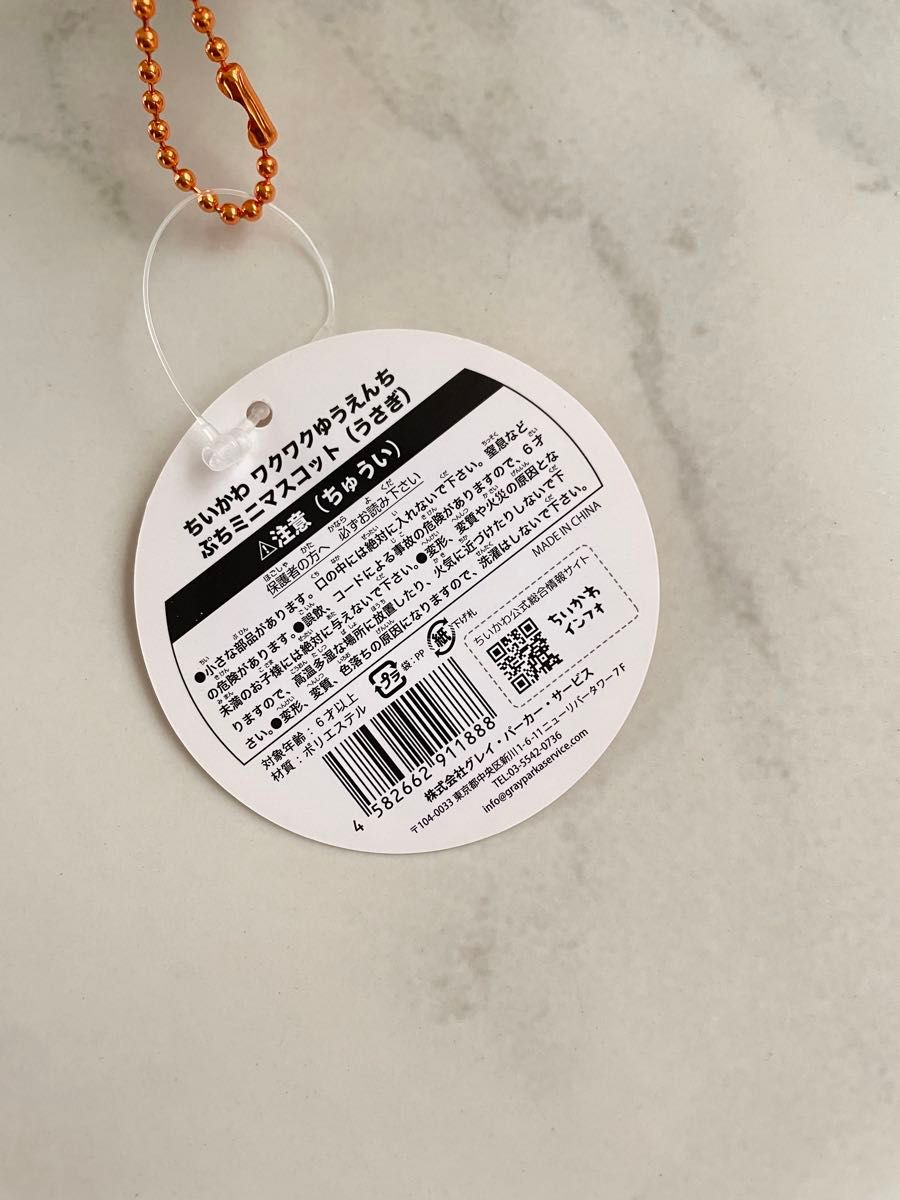 ちいかわ ワクワクゆうえんち
ぷちミニマスコット（うさぎ）
⚠注意（ちゅうい）
保護者の方へ 必ずお読み下さい
●小さな部品があります。口の中には絶対に入れないで下さい。窒息など
の危険があります。●誤飲、コードによる事故の危険がありますので、6才
未満のお子様には絶対に与えないで下さい。●変形、変質や火災の原因とな
りますので、高温多湿な場所に放置したり、火気に近づけたりしないで下
さい。●変形、変質、色落ちの原因になりますので、洗濯はしないで下さい。
対象年齢：6才以上
材質：ポリエステル
プラ
袋：PP
紙
下げ札
MADE IN CHINA
ちいかわ公式総合情報サイト
ちいかわ
インフォ
4 582662 911888
株式会社グレイ・パーカー・サービス
〒104-0033 東京都中央区新川1-6-11 ニューリバータワー7F
TEL:03-5542-0736
info@grayparkaservice.com